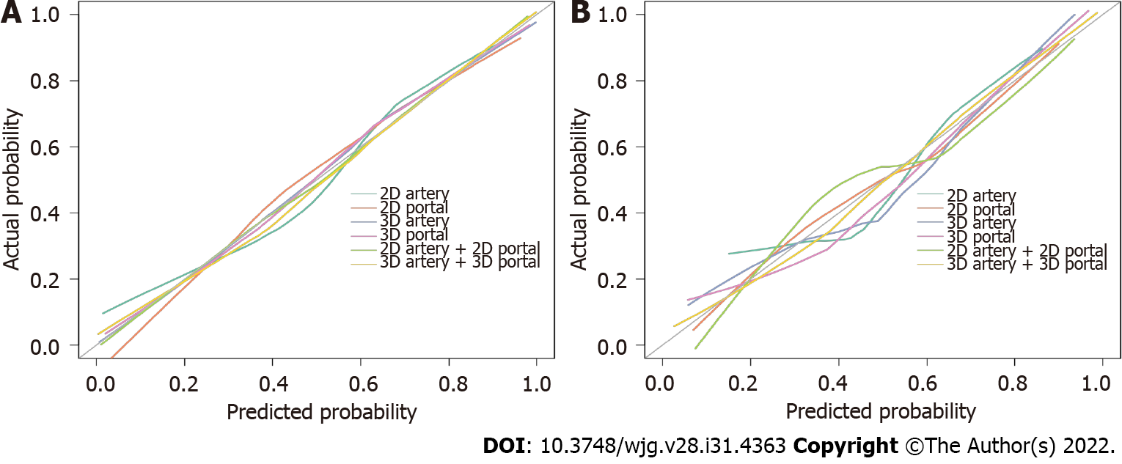 A
1.0
0.8
0.6
0.4
0.2
0.0
Actual probability
2D artery
2D portal
3D artery
3D portal
2D artery + 2D portal
3D artery + 3D portal
0.0 0.2 0.4 0.6 0.8 1.0
Predicted probability
B
1.0
0.8
0.6
0.4
0.2
0.0
Actual probability
2D artery
2D portal
3D artery
3D portal
2D artery + 2D portal
3D artery + 3D portal
0.0 0.2 0.4 0.6 0.8 1.0
Predicted probability
DOI: 10.3748/wjg.v28.i31.4363 Copyright ©The Author(s) 2022.